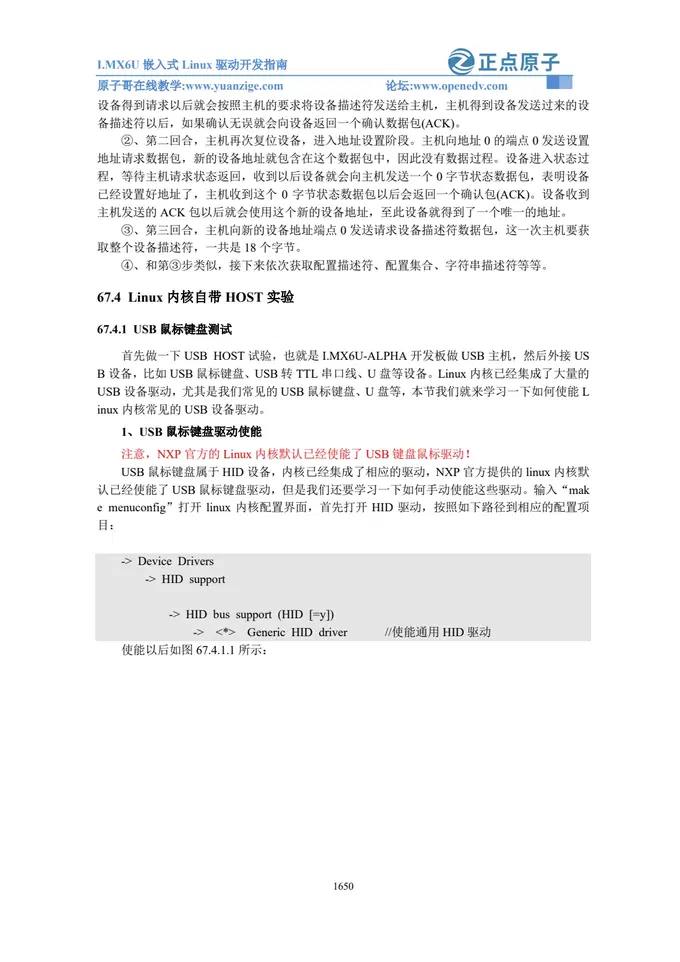 I.MX6U 嵌入式 Linux 驱动开发指南
正点原子
原子哥在线教学:www.yuanzige.com 论坛:www.openedv.com
设备得到请求以后就会按照主机的要求将设备描述符发送给主机，主机得到设备发送过来的设
备描述符以后，如果确认无误就会向设备返回一个确认数据包(ACK)。
②、第二回合，主机再次复位设备，进入地址设置阶段。主机向地址 0 的端点 0 发送设置
地址请求数据包，新的设备地址就包含在这个数据包中，因此没有数据过程。设备进入状态过
程，等待主机请求状态返回，收到以后设备就会向主机发送一个 0 字节状态数据包，表明设备
已经设置好地址了，主机收到这个 0 字节状态数据包以后会返回一个确认包(ACK)。设备收到
主机发送的 ACK 包以后就会使用这个新的设备地址，至此设备就得到了一个唯一的地址。
③、第三回合，主机向新的设备地址端点 0 发送请求设备描述符数据包，这一次主机要获
取整个设备描述符，一共是 18 个字节。
④、和第③步类似，接下来依次获取配置描述符、配置集合、字符串描述符等等。
67.4 Linux 内核自带 HOST 实验
67.4.1 USB 鼠标键盘测试
首先做一下 USB HOST 试验，也就是 I.MX6U-ALPHA 开发板做 USB 主机，然后外接 US
B 设备，比如 USB 鼠标键盘、USB 转 TTL 串口线、U 盘等设备。Linux 内核已经集成了大量的
USB 设备驱动，尤其是我们常见的 USB 鼠标键盘、U 盘等，本节我们就来学习一下如何使能 L
inux 内核常见的 USB 设备驱动。
1、USB 鼠标键盘驱动使能
注意，NXP 官方的 Linux 内核默认已经使能了 USB 键盘鼠标驱动！
USB 鼠标键盘属于 HID 设备，内核已经集成了相应的驱动，NXP 官方提供的 linux 内核默
认已经使能了 USB 鼠标键盘驱动，但是我们还要学习一下如何手动使能这些驱动。输入“mak
e menuconfig”打开 linux 内核配置界面，首先打开 HID 驱动，按照如下路径到相应的配置项
目：
-> Device Drivers
-> HID support
-> HID bus support (HID [=y])
-> <*> Generic HID driver //使能通用 HID 驱动
使能以后如图 67.4.1.1 所示：
1650